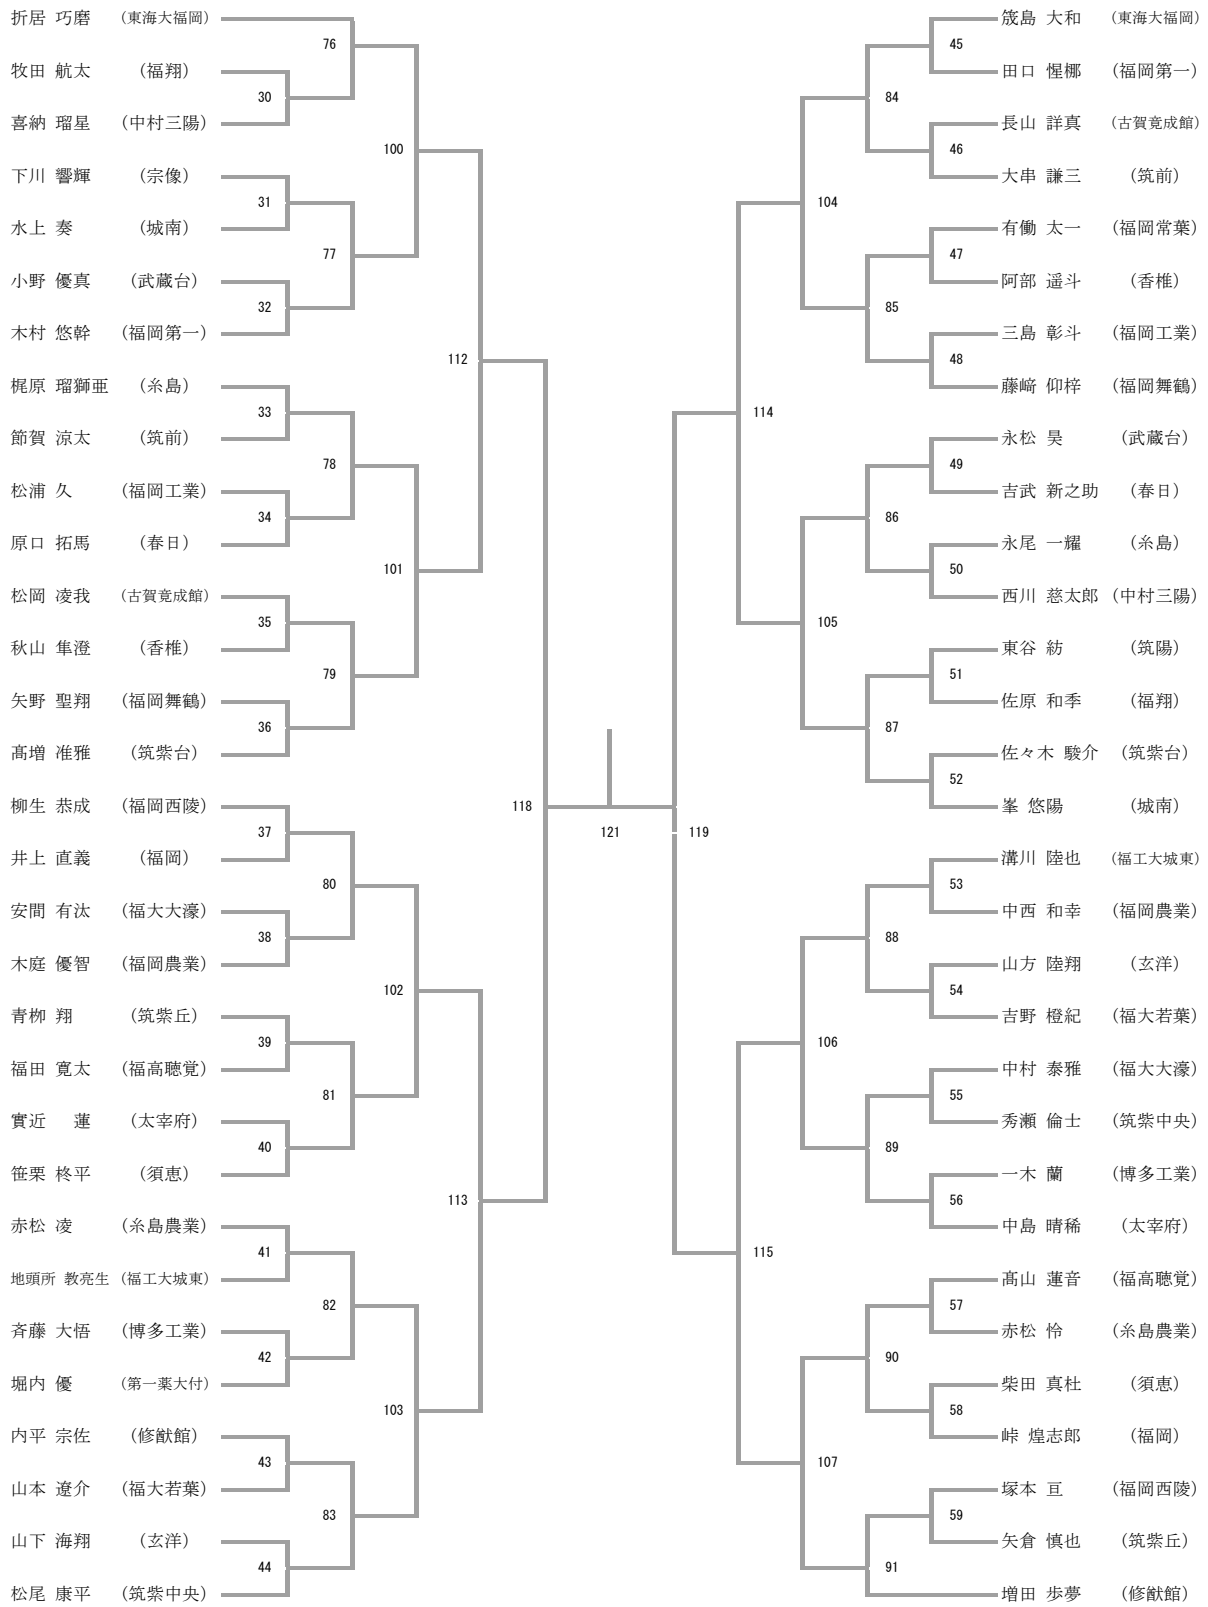 折居 巧磨 (東海大福岡)
76
牧田 航太 (福翔)
30
喜納 瑠星 (中村三陽)
100
下川 響輝 (宗像)
31
水上 奏 (城南)
77
小野 優真 (武蔵台)
32
木村 悠幹 (福岡第一)
112
梶原 瑠獅亜 (糸島)
33
節賀 涼太 (筑前)
78
松浦 久 (福岡工業)
34
原口 拓馬 (春日)
101
松岡 凌我 (古賀竟成館)
35
秋山 隼澄 (香椎)
79
矢野 聖翔 (福岡舞鶴)
36
髙増 准雅 (筑紫台)
118
柳生 恭成 (福岡西陵)
37
井上 直義 (福岡)
80
安間 有汰 (福大大濠)
38
木庭 優智 (福岡農業)
102
青栁 翔 (筑紫丘)
39
福田 寛太 (福高聴覚)
81
實近 蓮 (太宰府)
40
笹栗 柊平 (須恵)
113
赤松 凌 (糸島農業)
41
地頭所 教亮生 (福工大城東)
82
斉藤 大悟 (博多工業)
42
堀内 優 (第一薬大付)
103
内平 宗佐 (修猷館)
43
山本 遼介 (福大若葉)
83
山下 海翔 (玄洋)
44
松尾 康平 (筑紫中央)
121
筬島 大和 (東海大福岡)
45
田口 惺梛 (福岡第一)
84
長山 詳真 (古賀竟成館)
46
大串 謙三 (筑前)
104
有働 太一 (福岡常葉)
47
阿部 遥斗 (香椎)
85
三島 彰斗 (福岡工業)
48
藤﨑 仰梓 (福岡舞鶴)
114
永松 昊 (武蔵台)
49
吉武 新之助 (春日)
86
永尾 一耀 (糸島)
50
西川 慈太郎 (中村三陽)
105
東谷 紡 (筑陽)
51
佐原 和季 (福翔)
87
佐々木 駿介 (筑紫台)
52
峯 悠陽 (城南)
119
溝川 陸也 (福工大城東)
53
中西 和幸 (福岡農業)
88
山方 陸翔 (玄洋)
54
吉野 橙紀 (福大若葉)
106
中村 泰雅 (福大大濠)
55
秀瀬 倫士 (筑紫中央)
89
一木 蘭 (博多工業)
56
中島 晴稀 (太宰府)
115
髙山 蓮音 (福高聴覚)
57
赤松 怜 (糸島農業)
90
柴田 真杜 (須恵)
58
峠 煌志郎 (福岡)
107
塚本 亘 (福岡西陵)
59
矢倉 慎也 (筑紫丘)
91
増田 歩夢 (修猷館)